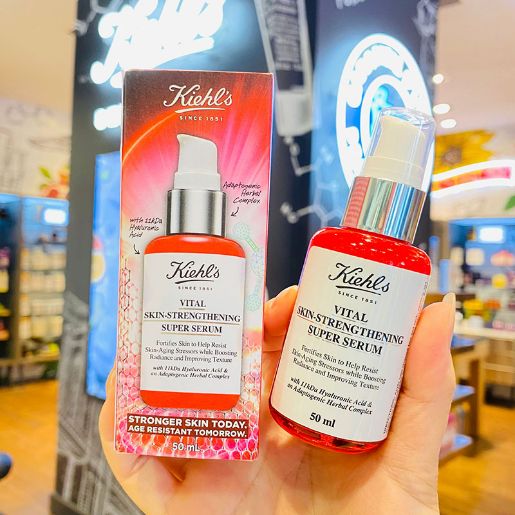 Kiehl's
Kiehl's
SINCE 1851
Adaptogenic
Herbal
Complex
with 11kDa
Hyaluronic
Acid
Kiehl's
SINCE 1851
VITAL
SKIN-STRENGTHENING
SUPER SERUM
Fortifies Skin to Help Resist
Skin-Aging Stressors while Boosting
Radiance and Improving Texture
with 11kDa Hyaluronic Acid &
an Adaptogenic Herbal Complex
STRONGER SKIN TODAY.
AGE RESISTANT TOMORROW.
50 mL
Kiehl's
SINCE 1851
VITAL
SKIN-STRENGTHENING
SUPER SERUM
Fortifies Skin to Help Resist
Skin-Aging Stressors while Boosting
Radiance and Improving Texture
with 11kDa Hyaluronic Acid &
an Adaptogenic Herbal Complex
50 ml